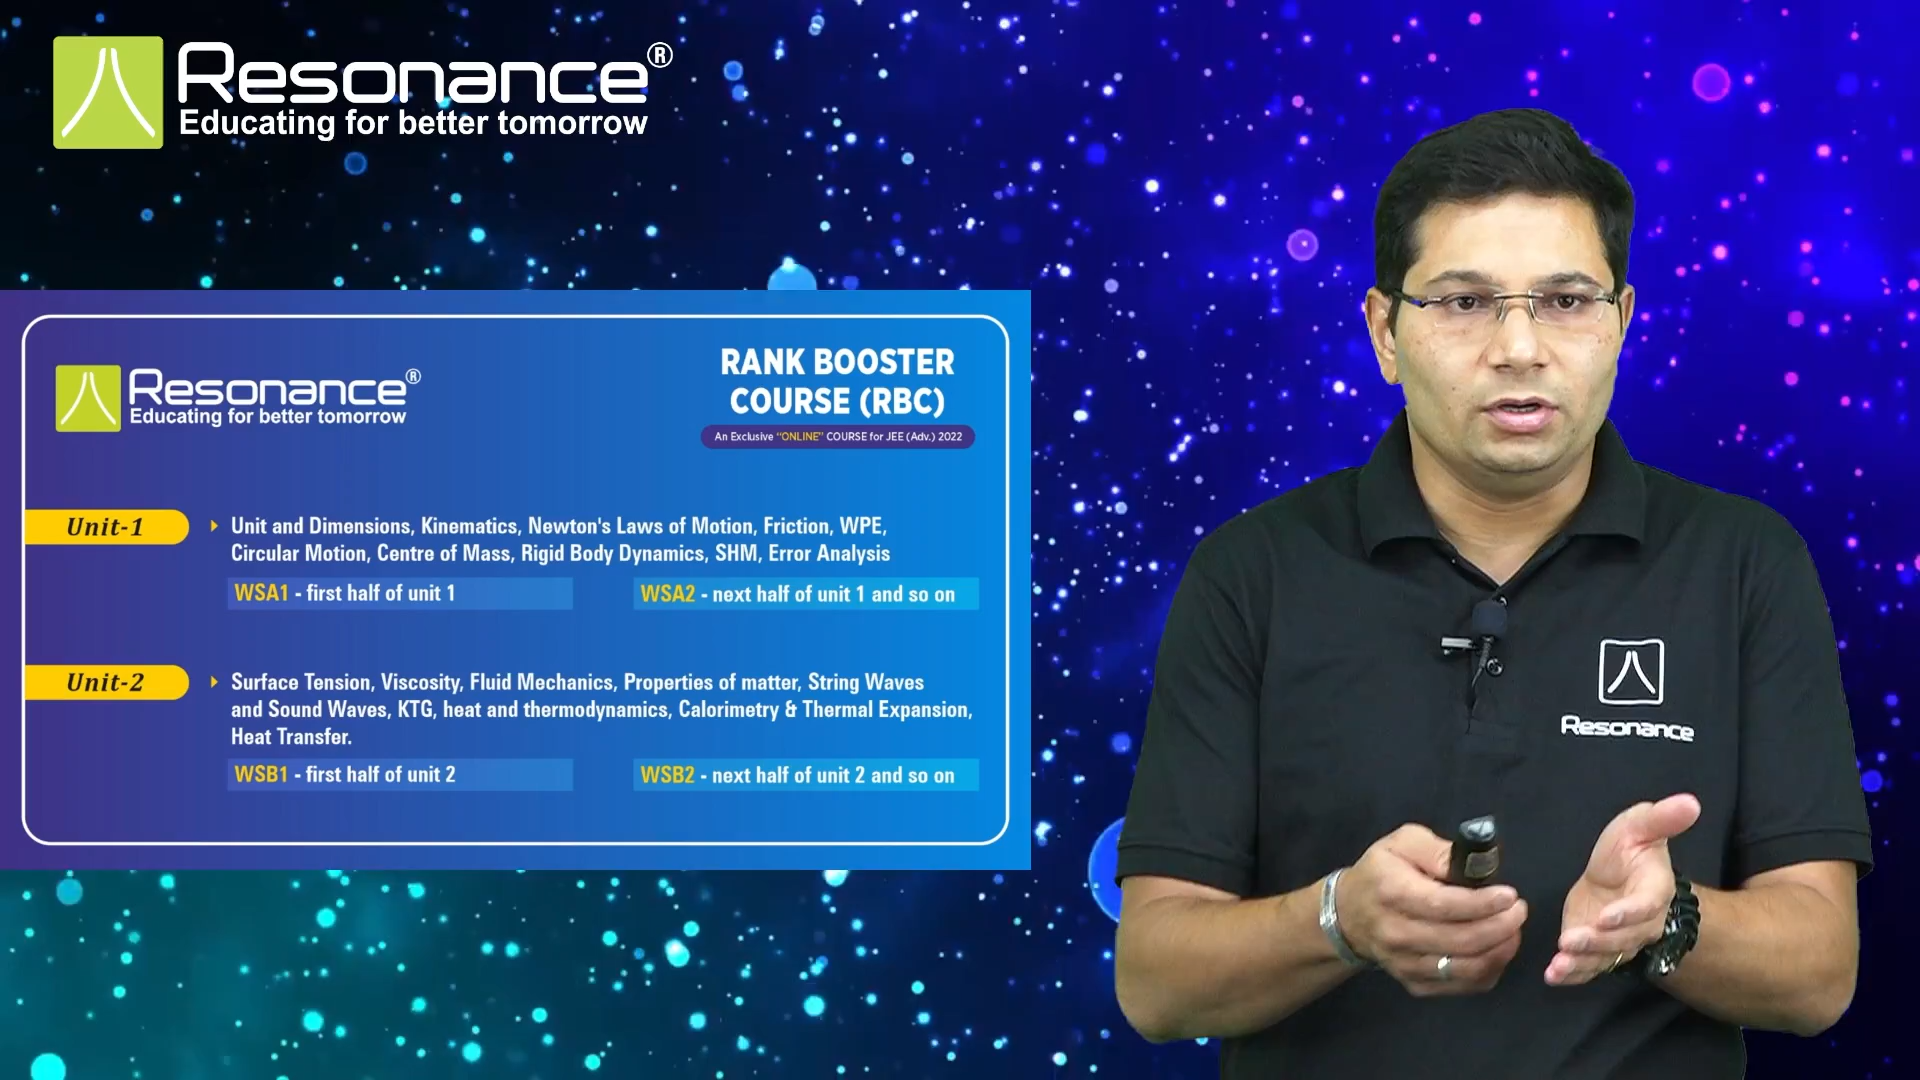 Resonance®
Educating for better tomorrow
Resonance®
Educating for better tomorrow
RANK BOOSTER
COURSE (RBC)
An Exclusive "ONLINE" COURSE for JEE (Adv.) 2022
Unit-1
Unit and Dimensions, Kinematics, Newton's Laws of Motion, Friction, WPE,
Circular Motion, Centre of Mass, Rigid Body Dynamics, SHM, Error Analysis
WSA1 - first half of unit 1
WSA2 - next half of unit 1 and so on
Unit-2
Surface Tension, Viscosity, Fluid Mechanics, Properties of matter, String Waves
and Sound Waves, KTG, heat and thermodynamics, Calorimetry & Thermal Expansion,
Heat Transfer.
WSB1 - first half of unit 2
WSB2 - next half of unit 2 and so on
Resonance